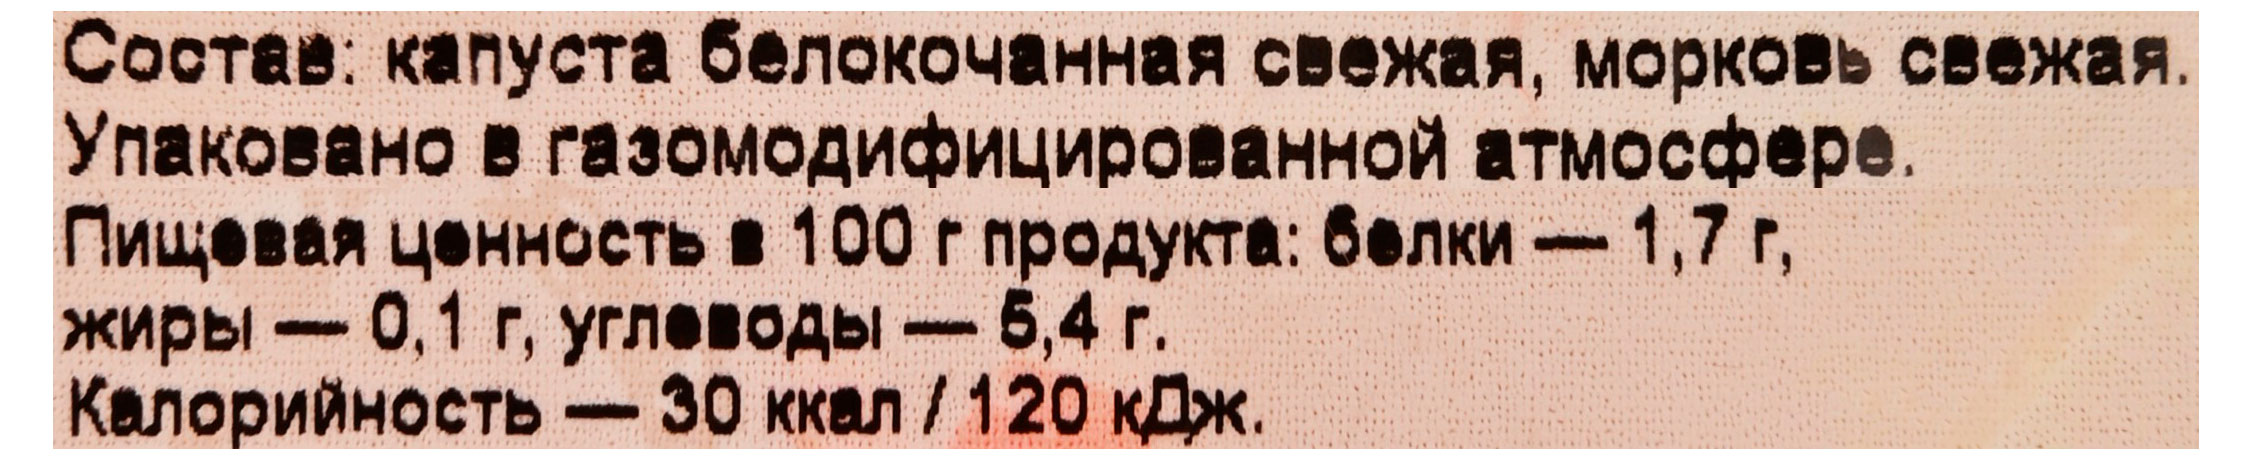 Состав: капуста белокочанная свежая, морковь свежая.
Упаковано в газомодифицированной атмосфере.
Пищевая ценность в 100 г продукта: белки — 1,7 г,
жиры — 0,1 г, углеводы — 5,4 г.
Калорийность — 30 ккал / 120 кДж.